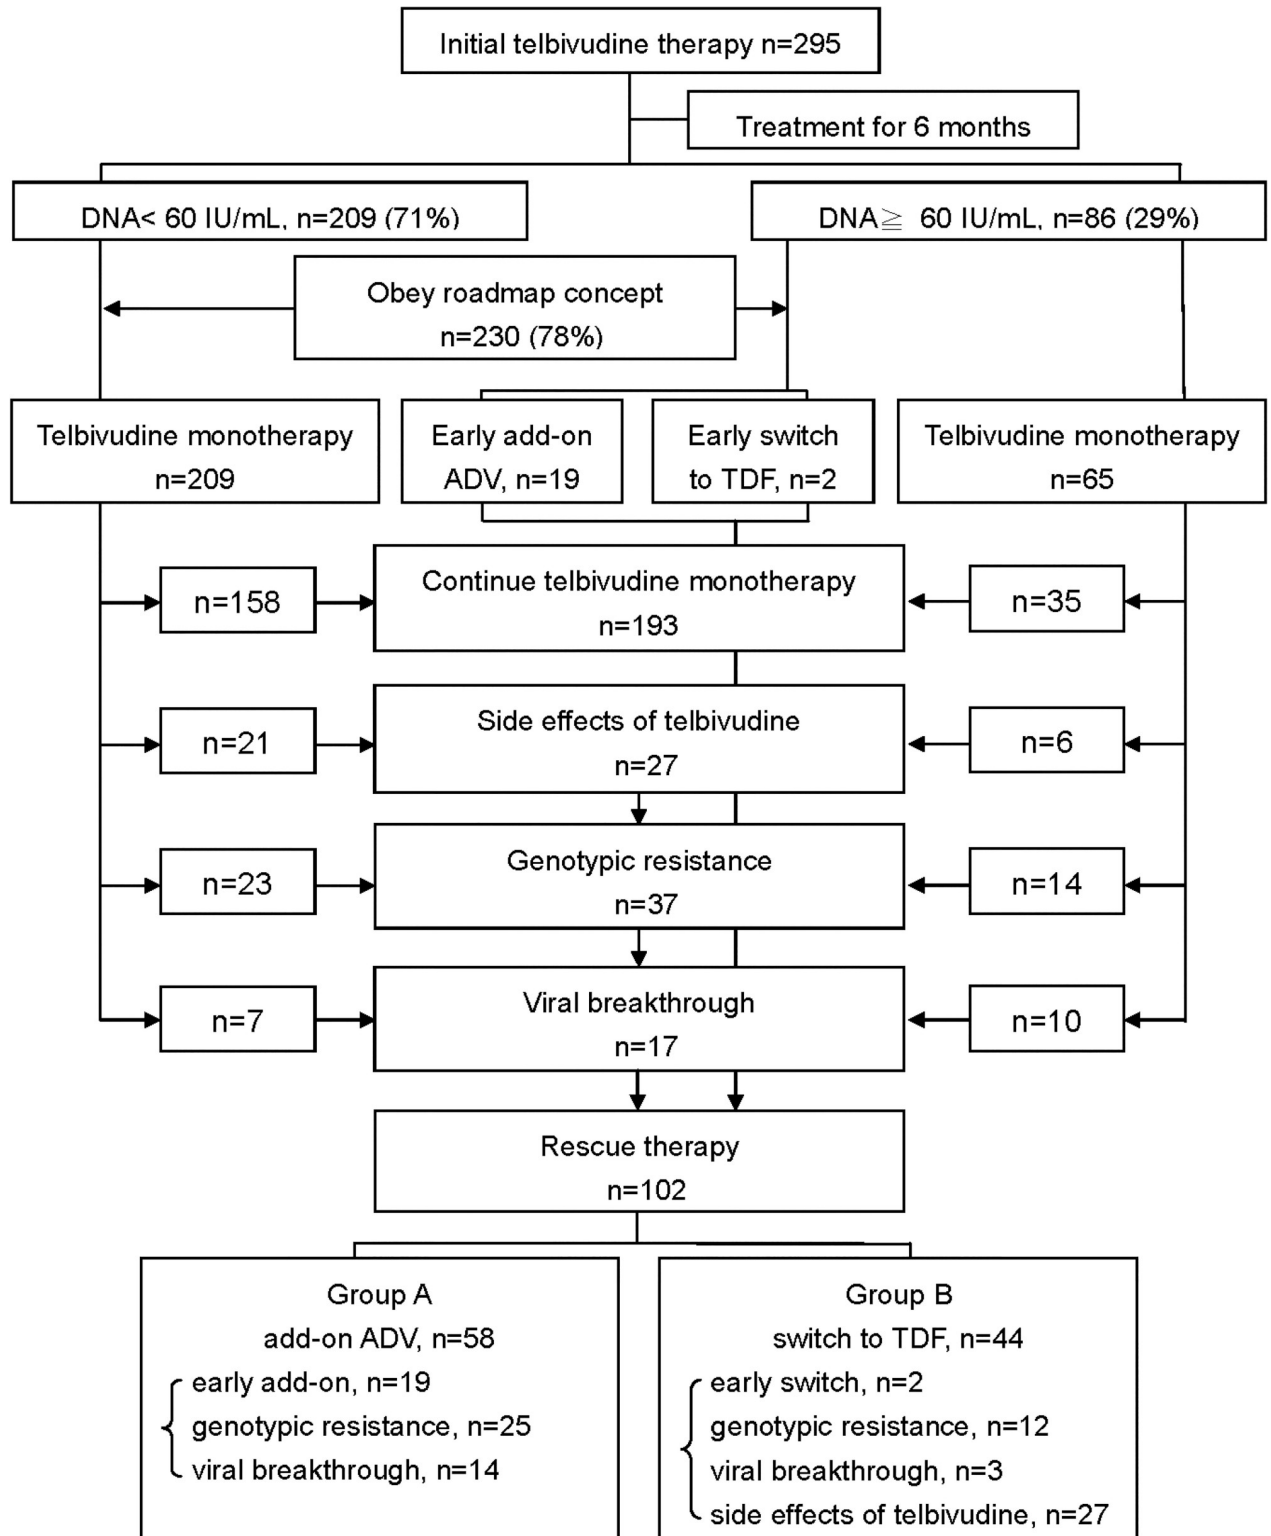 Initial telbivudine therapy n=295
Treatment for 6 months
DNA< 60 IU/mL, n=209 (71%)
DNA≧ 60 IU/mL, n=86 (29%)
Obey roadmap concept
n=230 (78%)
Telbivudine monotherapy
n=209
Early add-on
ADV, n=19
Early switch
to TDF, n=2
Telbivudine monotherapy
n=65
n=158
Continue telbivudine monotherapy
n=193
n=35
n=21
Side effects of telbivudine
n=27
n=6
n=23
Genotypic resistance
n=37
n=14
n=7
Viral breakthrough
n=17
n=10
Rescue therapy
n=102
Group A
add-on ADV, n=58
early add-on, n=19
genotypic resistance, n=25
viral breakthrough, n=14
Group B
switch to TDF, n=44
early switch, n=2
genotypic resistance, n=12
viral breakthrough, n=3
side effects of telbivudine, n=27